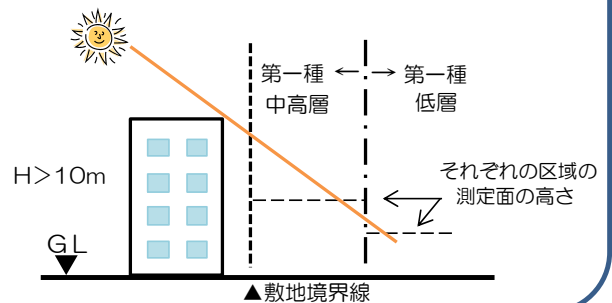 第一種 ← → 第一種
中高層 低層
H>10m
それぞれの区域の
測定面の高さ
GL
▲敷地境界線